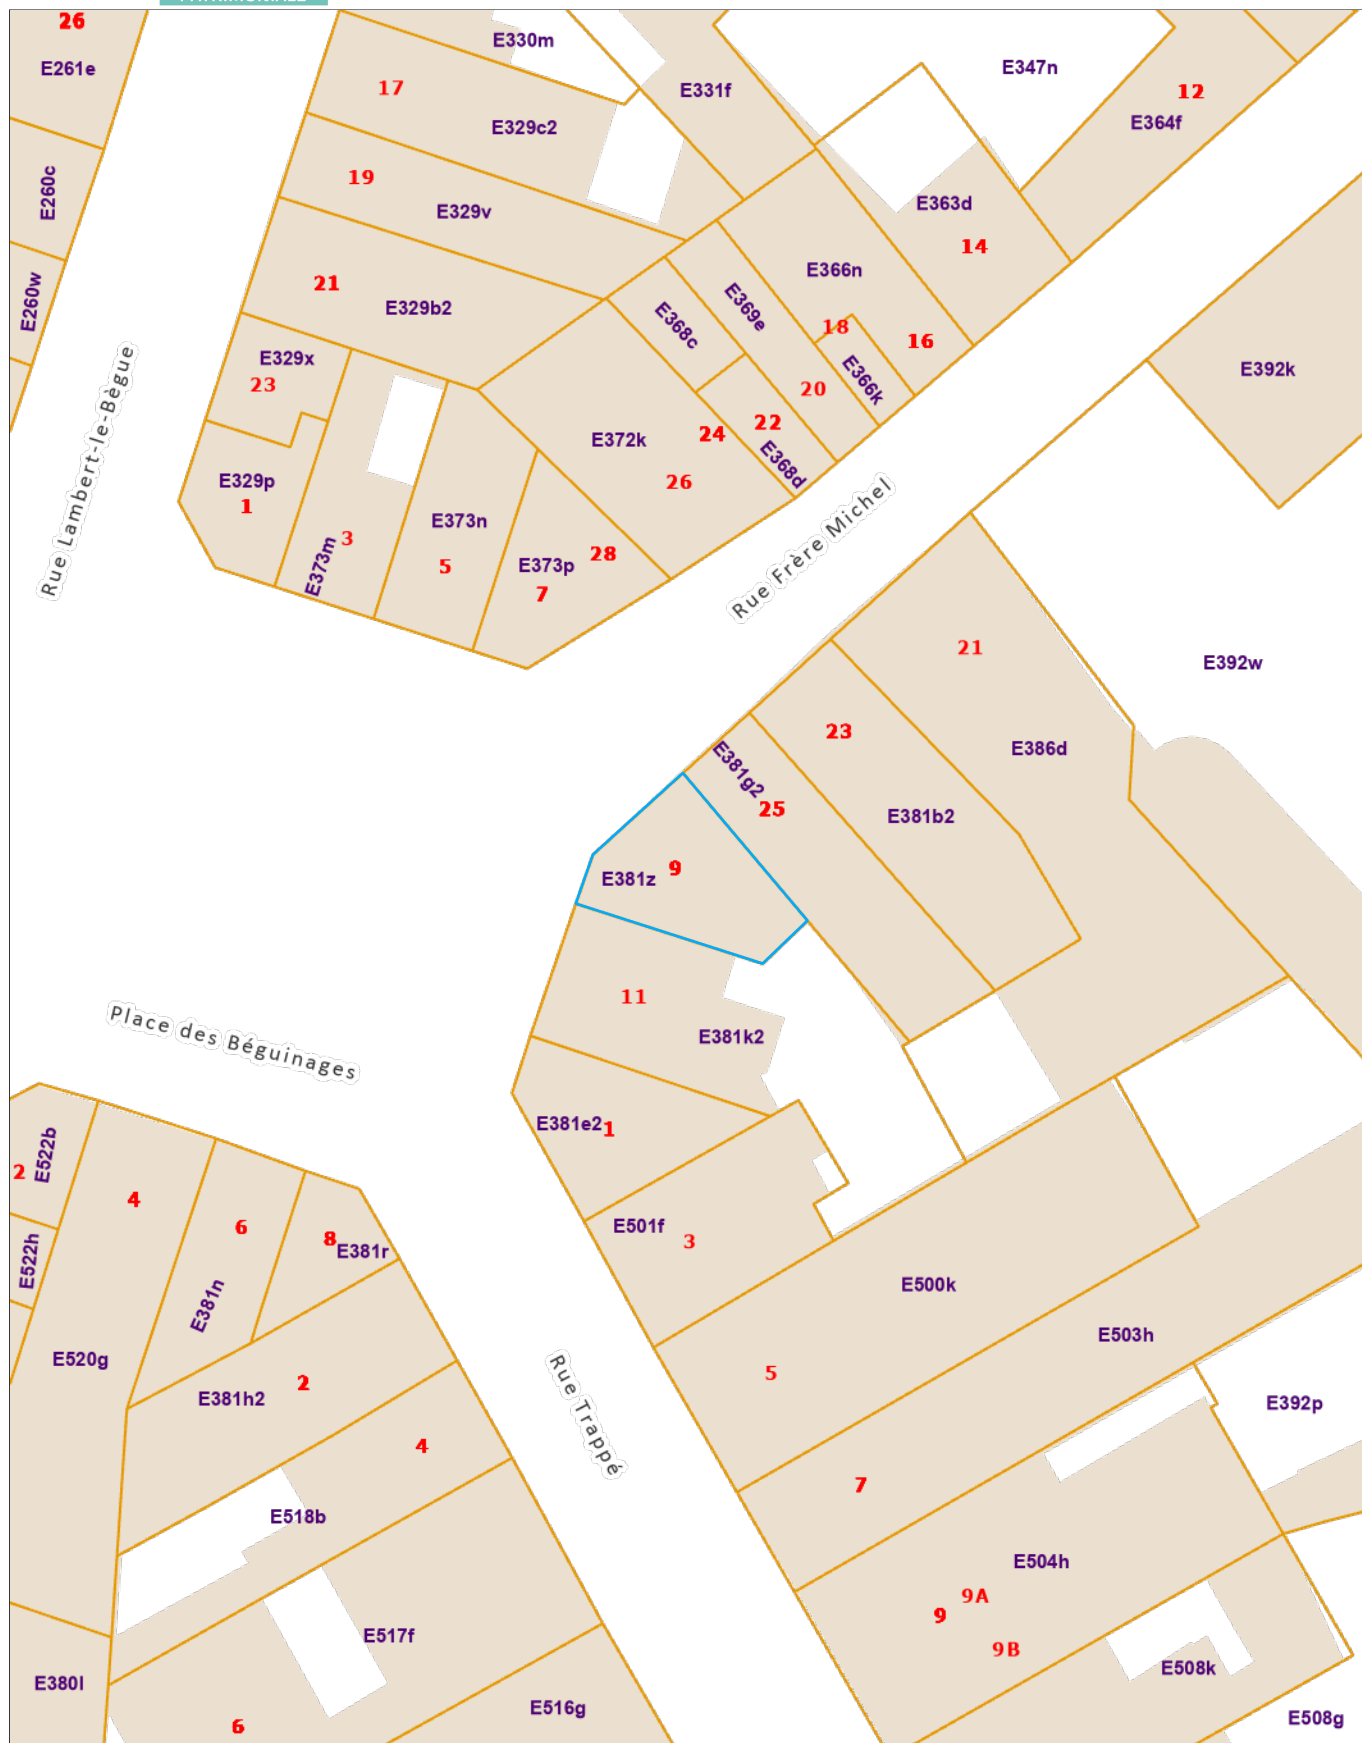 26
E261e
E330m
E347n
17
E331f
12
E329c2
E364f
E260c
19
E329v
E363d
14
E366n
E260w
21
E329b2
E368c
E369e
18
16
E329x
23
E366k
E392k
20
22
24
E372k
E368d
26
E329p
1
Rue Lambert-le-Bègue
E373n
3
E373m
5
E373p
28
7
Rue Frère Michel
21
E392w
23
E386d
E381g2
25
E381b2
9
E381z
11
E381k2
Place des Béguinages
E381e2
1
E522b
2
4
6
8
E381r
E501f
3
E522h
E381n
E500k
E503h
E520g
2
E381h2
5
Rue Trappé
E392p
4
7
E518b
E504h
9A
9
9B
E517f
E508k
E380l
E516g
E508g
6